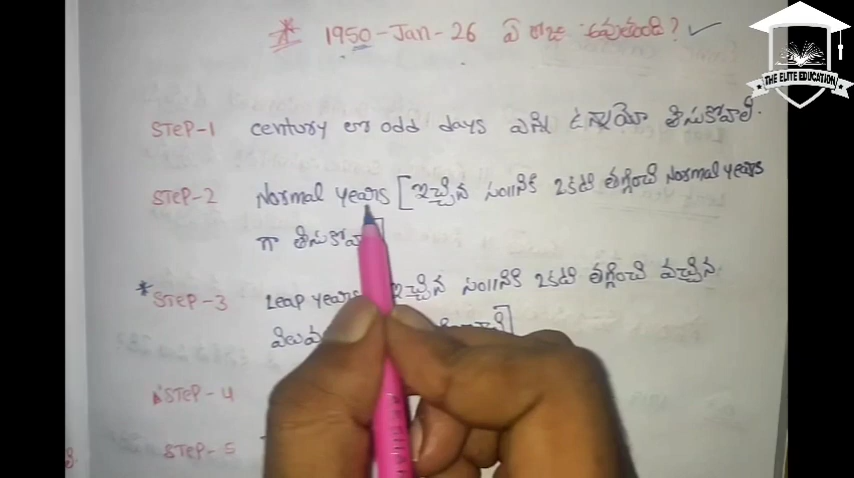 * 1950-Jan-26 ఏ రోజు అవుతుంది?
STEP-1 century లో odd days ఎన్ని ఉన్నాయో తీసుకోవాలి.
STEP-2 Normal years [ఇచ్చిన సం॥నికి ఒకటి తగ్గించి Normal years
గా
*STEP-3 Leap years ఇచ్చిన సం॥నికి ఒకటి తగ్గించి వచ్చిన
STEP-4
STEP-5
THE ELITE EDUCATION